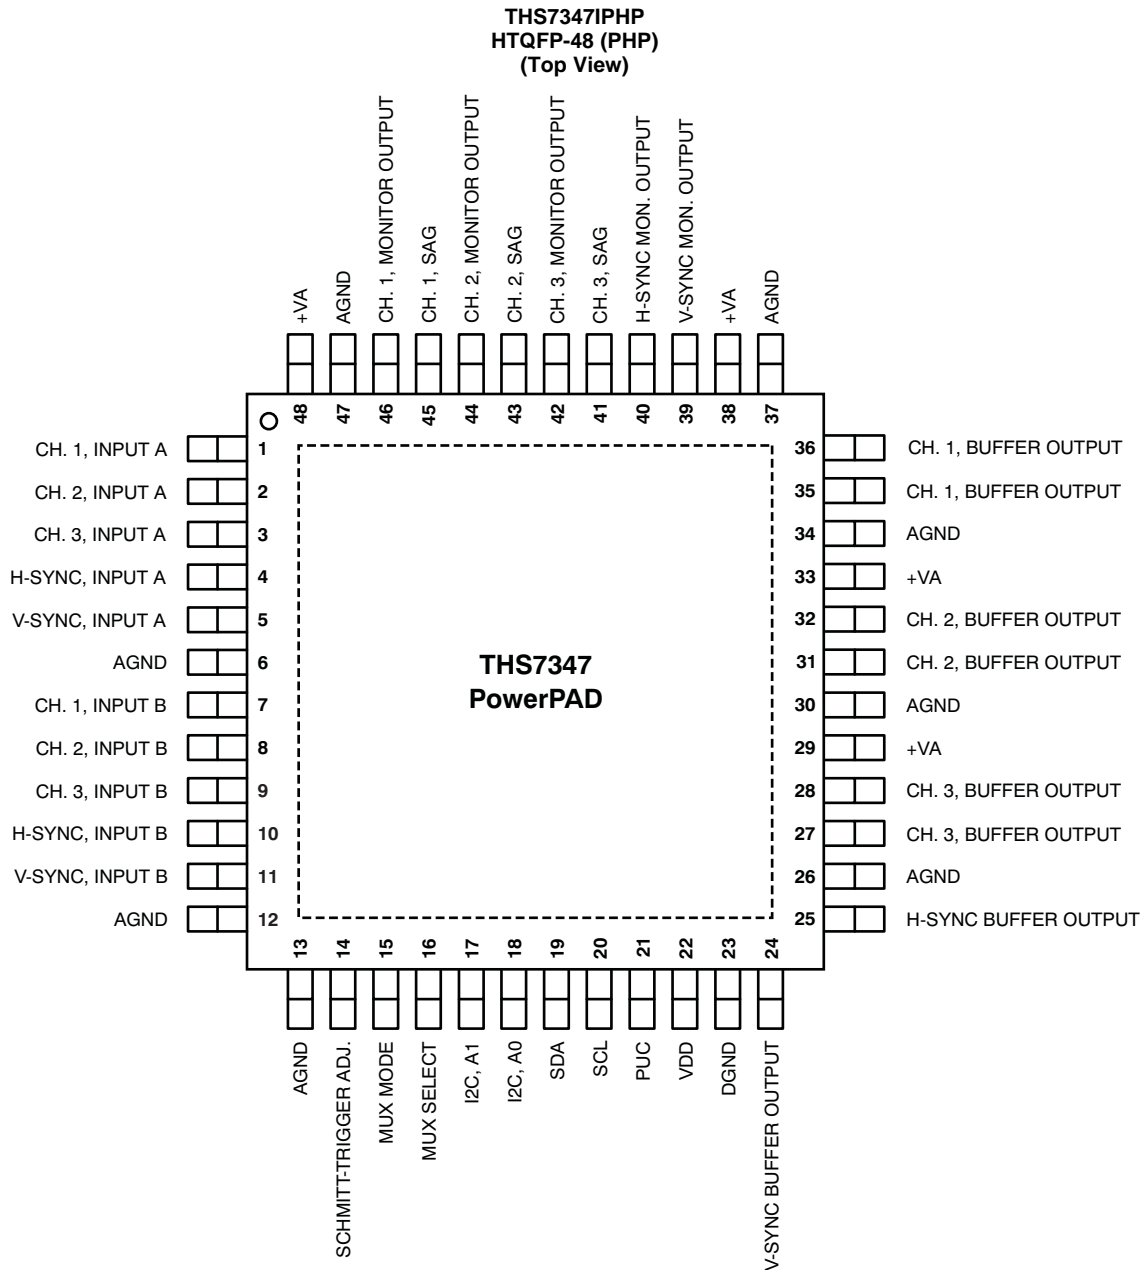 THS7347IPHP
HTQFP-48 (PHP)
(Top View)
+VA
AGND
CH. 1, MONITOR OUTPUT
CH. 1, SAG
CH. 2, MONITOR OUTPUT
CH. 2, SAG
CH. 3, MONITOR OUTPUT
CH. 3, SAG
H-SYNC MON. OUTPUT
V-SYNC MON. OUTPUT
+VA
AGND
48
47
46
45
44
43
42
41
40
39
38
37
CH. 1, INPUT A
1
CH. 2, INPUT A
2
CH. 3, INPUT A
3
H-SYNC, INPUT A
4
V-SYNC, INPUT A
5
AGND
6
CH. 1, INPUT B
7
CH. 2, INPUT B
8
CH. 3, INPUT B
9
H-SYNC, INPUT B
10
V-SYNC, INPUT B
11
AGND
12
THS7347
PowerPAD
36
CH. 1, BUFFER OUTPUT
35
CH. 1, BUFFER OUTPUT
34
AGND
33
+VA
32
CH. 2, BUFFER OUTPUT
31
CH. 2, BUFFER OUTPUT
30
AGND
29
+VA
28
CH. 3, BUFFER OUTPUT
27
CH. 3, BUFFER OUTPUT
26
AGND
25
H-SYNC BUFFER OUTPUT
13
14
15
16
17
18
19
20
21
22
23
24
AGND
SCHMITT-TRIGGER ADJ.
MUX MODE
MUX SELECT
I2C, A1
I2C, A0
SDA
SCL
PUC
VDD
DGND
V-SYNC BUFFER OUTPUT